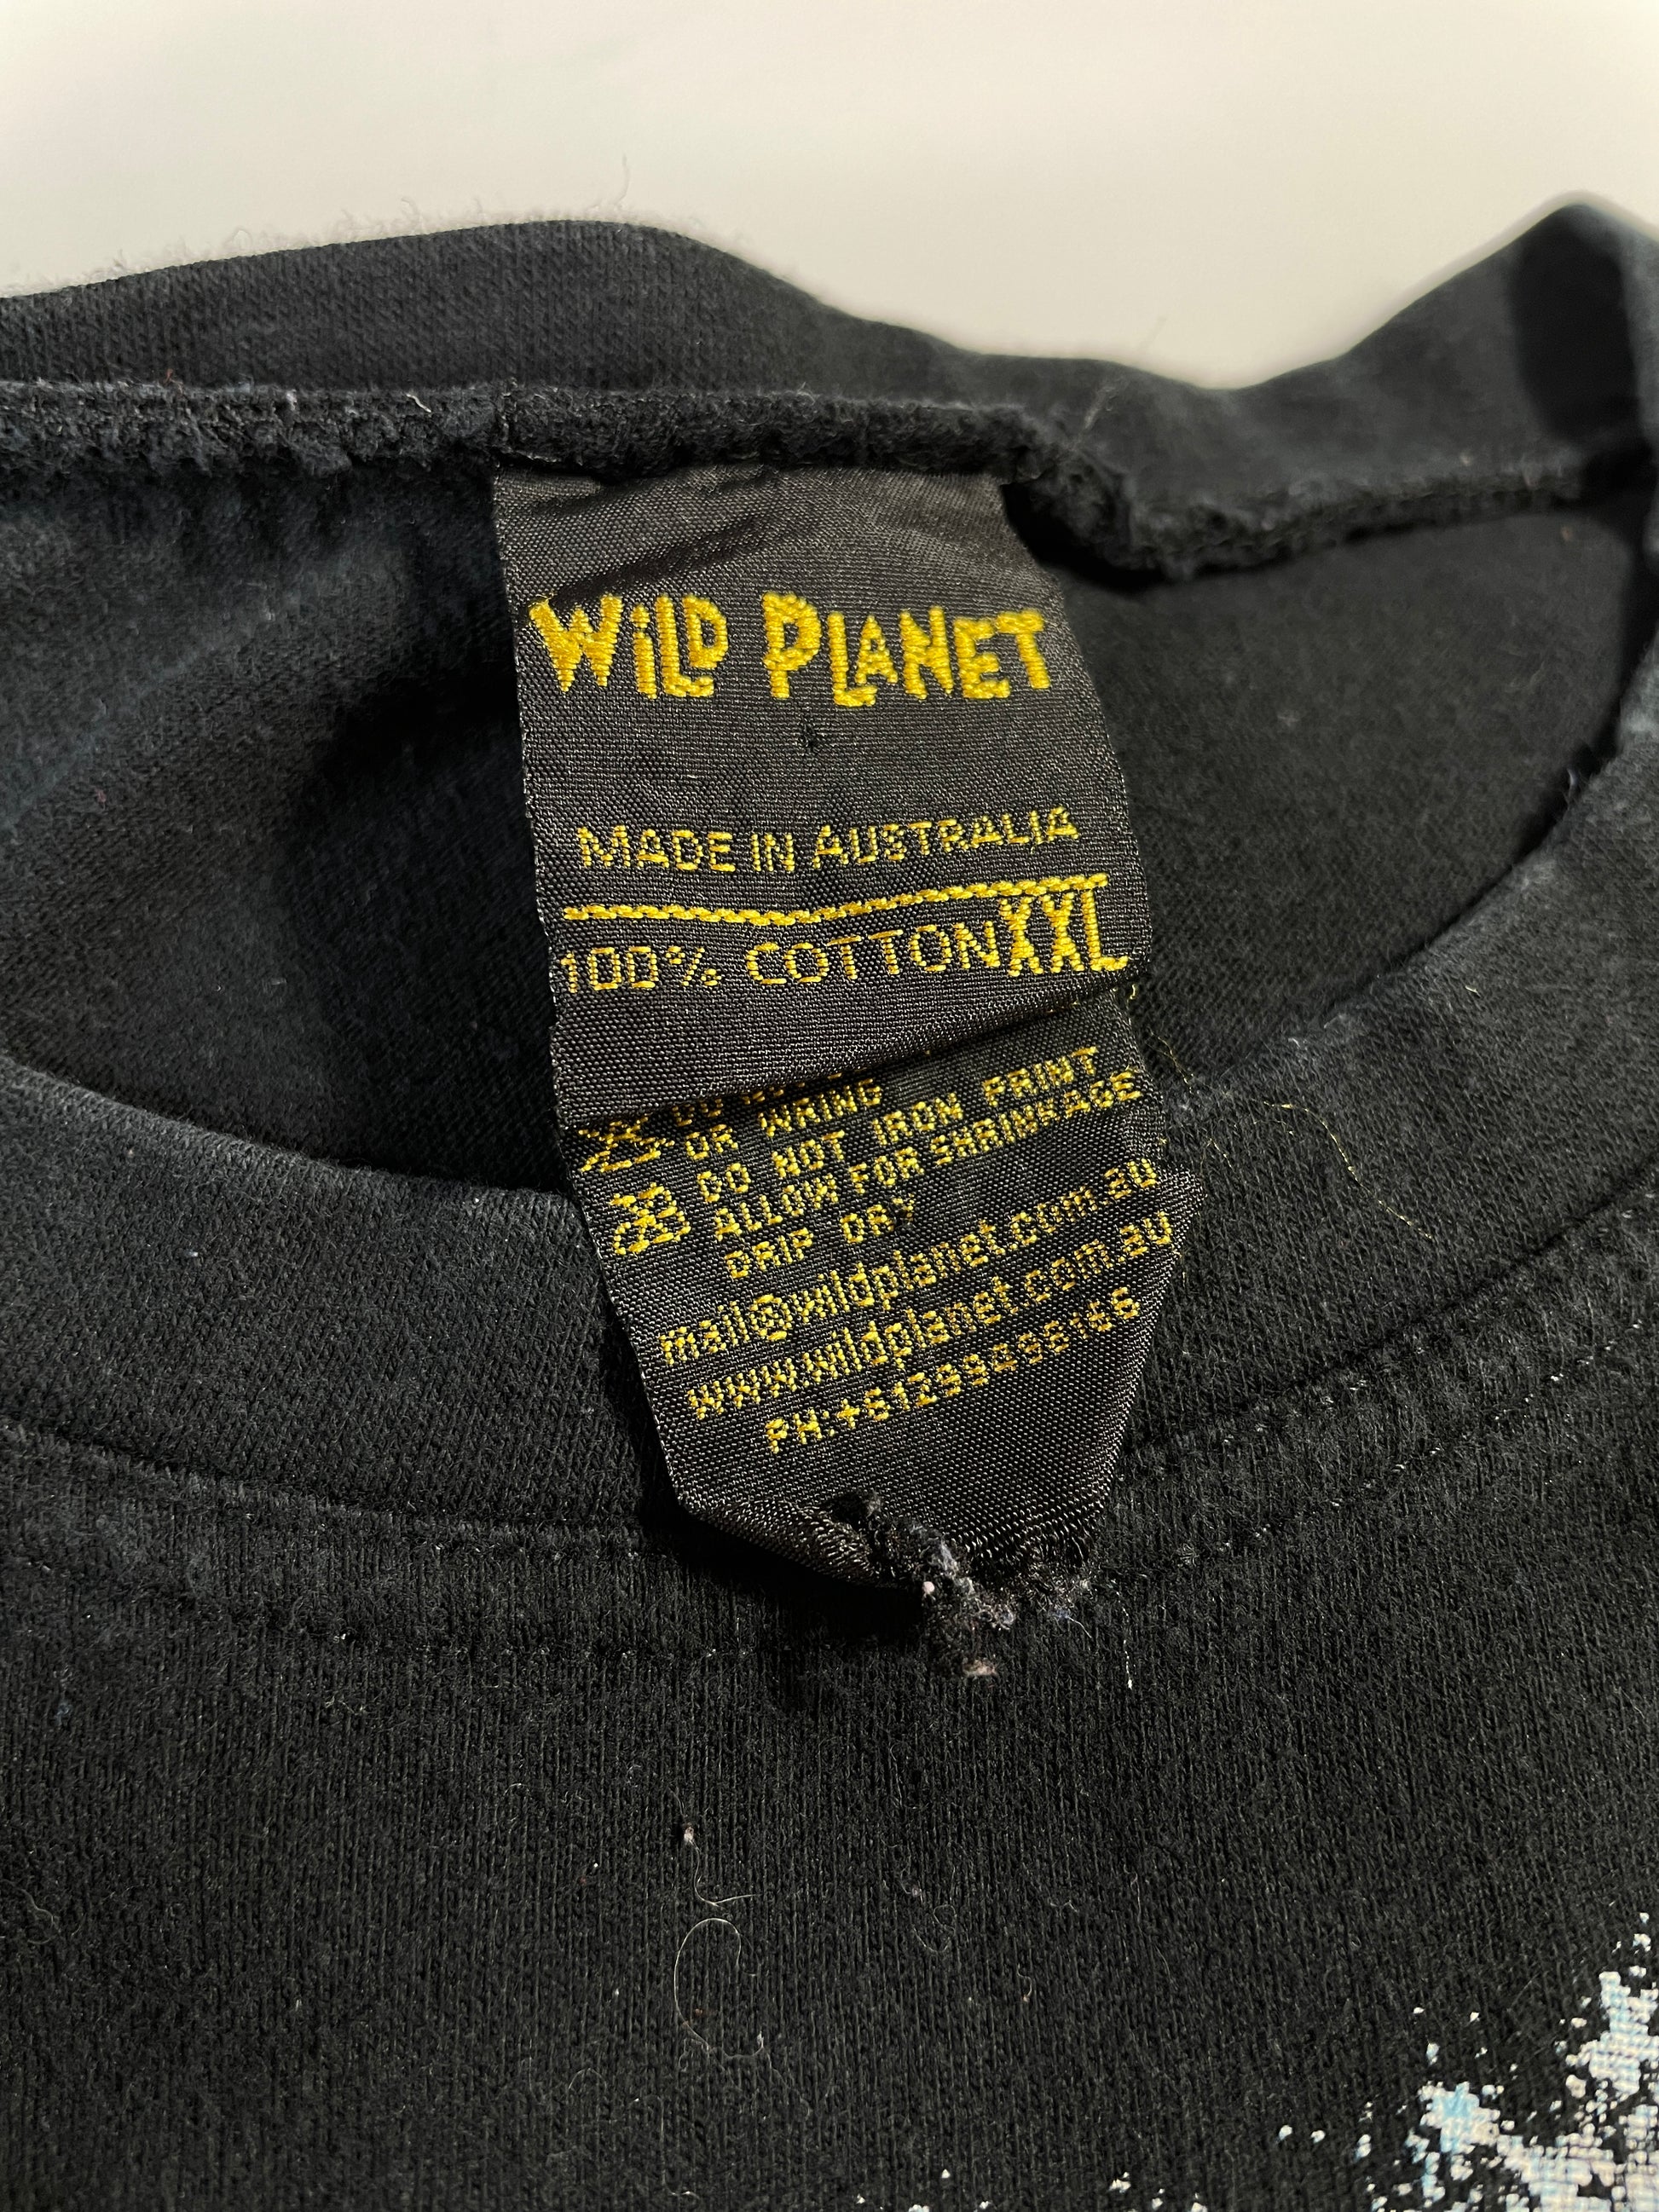 WILD PLANET
MADE IN AUSTRALIA
100% COTTON XXL
OR WRING
DO NOT IRON PRINT
ALLOW FOR SHRINKAGE
DRIP DRY
mail@wildplanet.com.au
www.wildplanet.com.au